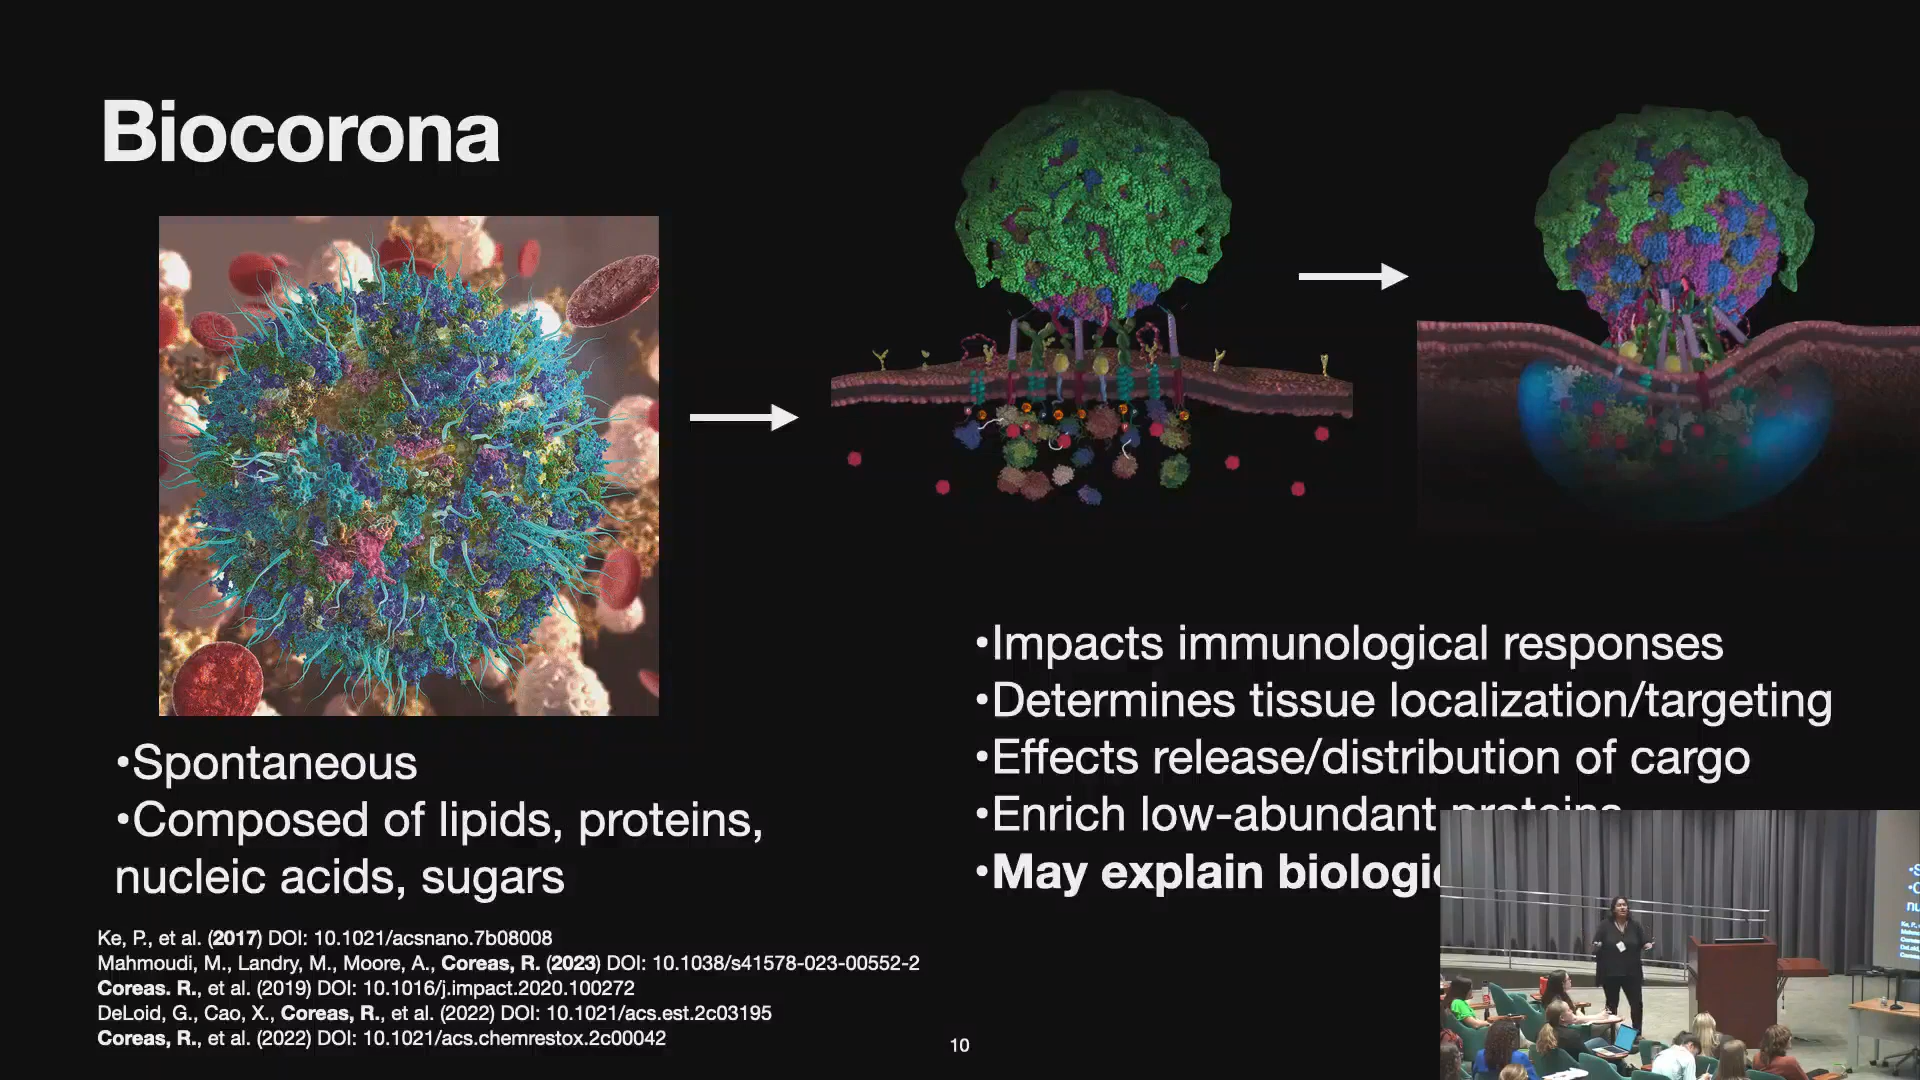 Biocorona
•Spontaneous
•Composed of lipids, proteins,
nucleic acids, sugars
•Impacts immunological responses
•Determines tissue localization/targeting
•Effects release/distribution of cargo
•Enrich low-abundant proteins
•May explain
Ke, P., et al. (2017) DOI: 10.1021/acsnano.7b08008
Mahmoudi, M., Landry, M., Moore, A., Coreas, R. (2023) DOI: 10.1038/s41578-023-00552-2
Coreas. R., et al. (2019) DOI: 10.1016/j.impact.2020.100272
DeLoid, G., Cao, X., Coreas, R., et al. (2022) DOI: 10.1021/acs.est.2c03195
Coreas, R., et al. (2022) DOI: 10.1021/acs.chemrestox.2c00042
10